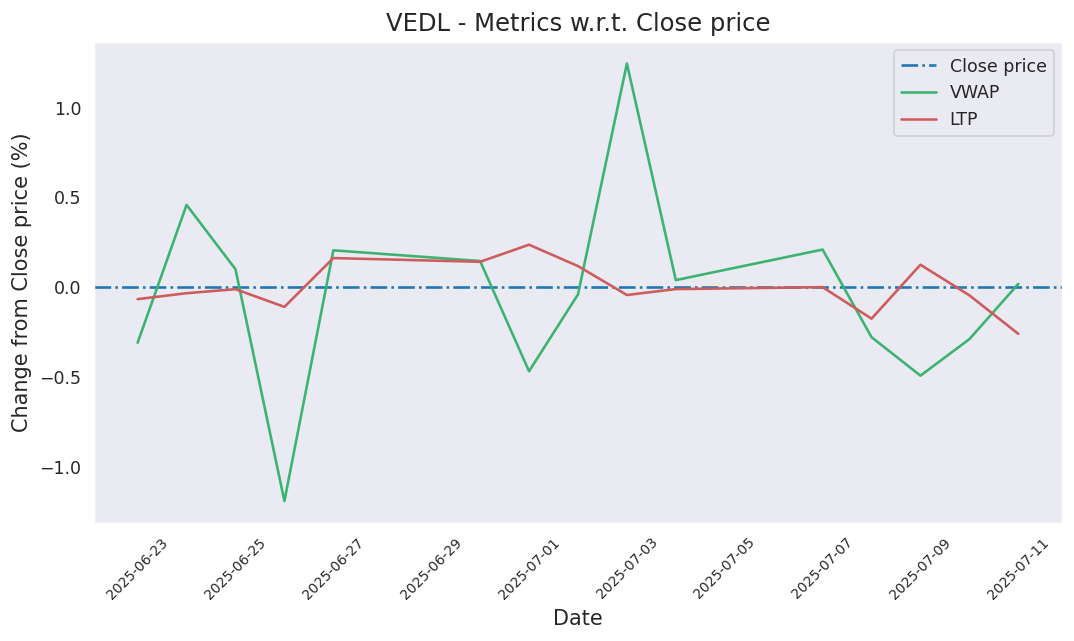 VEDL - Metrics w.r.t. Close price
Close price
VWAP
LTP
Change from Close price (%)
1.0
0.5
0.0
−0.5
−1.0
2025-06-23
2025-06-25
2025-06-27
2025-06-29
2025-07-01
2025-07-03
2025-07-05
2025-07-07
2025-07-09
2025-07-11
Date